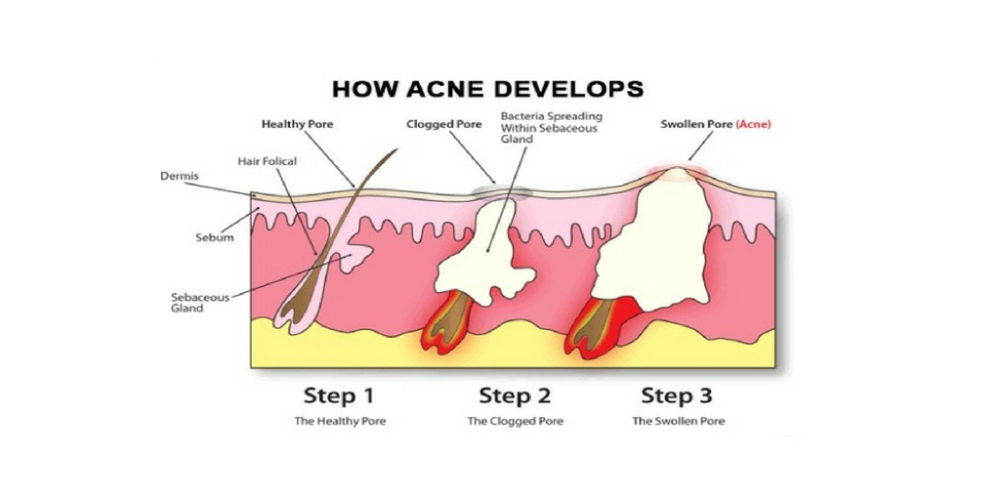 HOW ACNE DEVELOPS
Healthy Pore
Clogged Pore
Bacteria Spreading
Within Sebaceous
Gland
Swollen Pore (Acne)
Hair Folical
Dermis
Sebum
Sebaceous
Gland
Step 1
The Healthy Pore
Step 2
The Clogged Pore
Step 3
The Swollen Pore